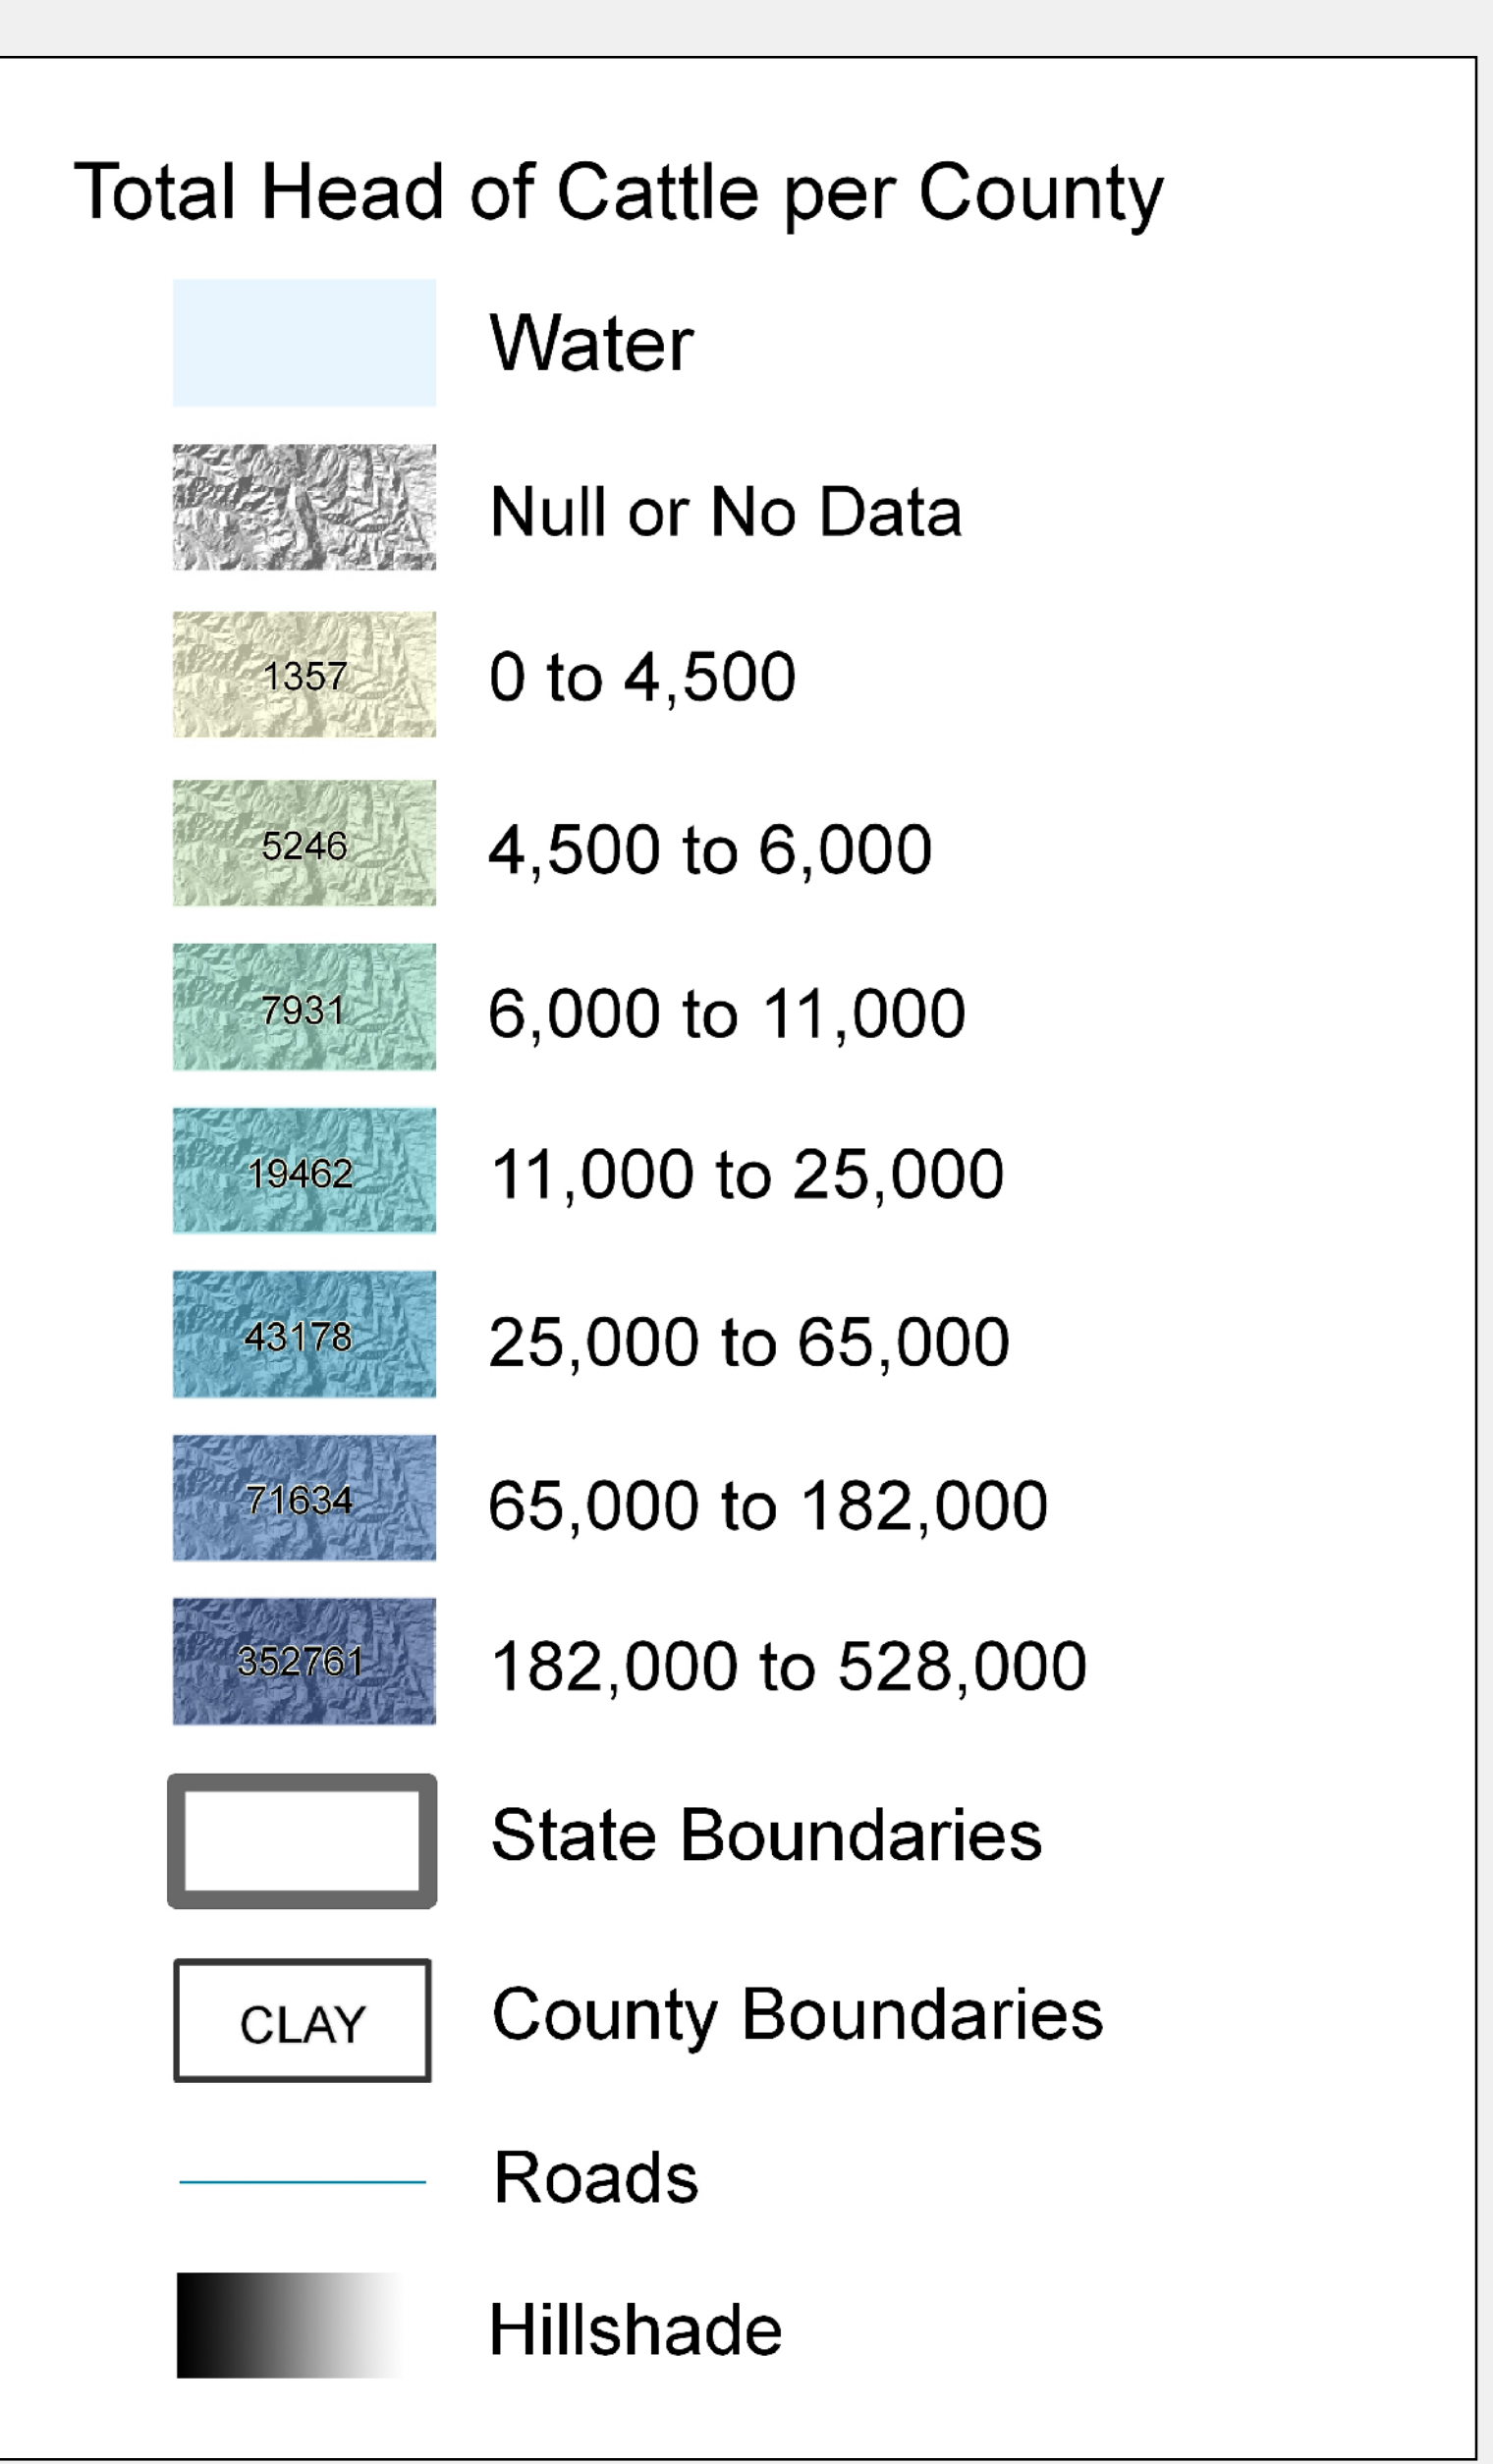 Total Head of Cattle per County
Water
Null or No Data
1357 0 to 4,500
5246 4,500 to 6,000
7931 6,000 to 11,000
19462 11,000 to 25,000
43178 25,000 to 65,000
71634 65,000 to 182,000
352761 182,000 to 528,000
State Boundaries
CLAY County Boundaries
Roads
Hillshade